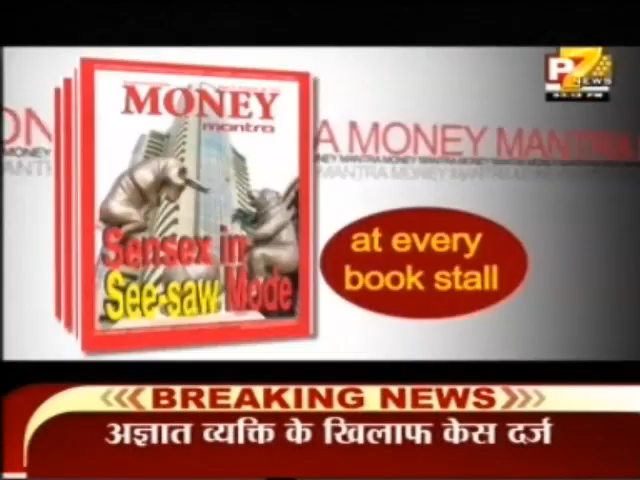 MONEY
mantra
Sensex in
See-saw Mode
at every
book stall
A MONEY MANTRA
P7
NEWS
BREAKING NEWS
अज्ञात व्यक्ति के खिलाफ केस दर्ज